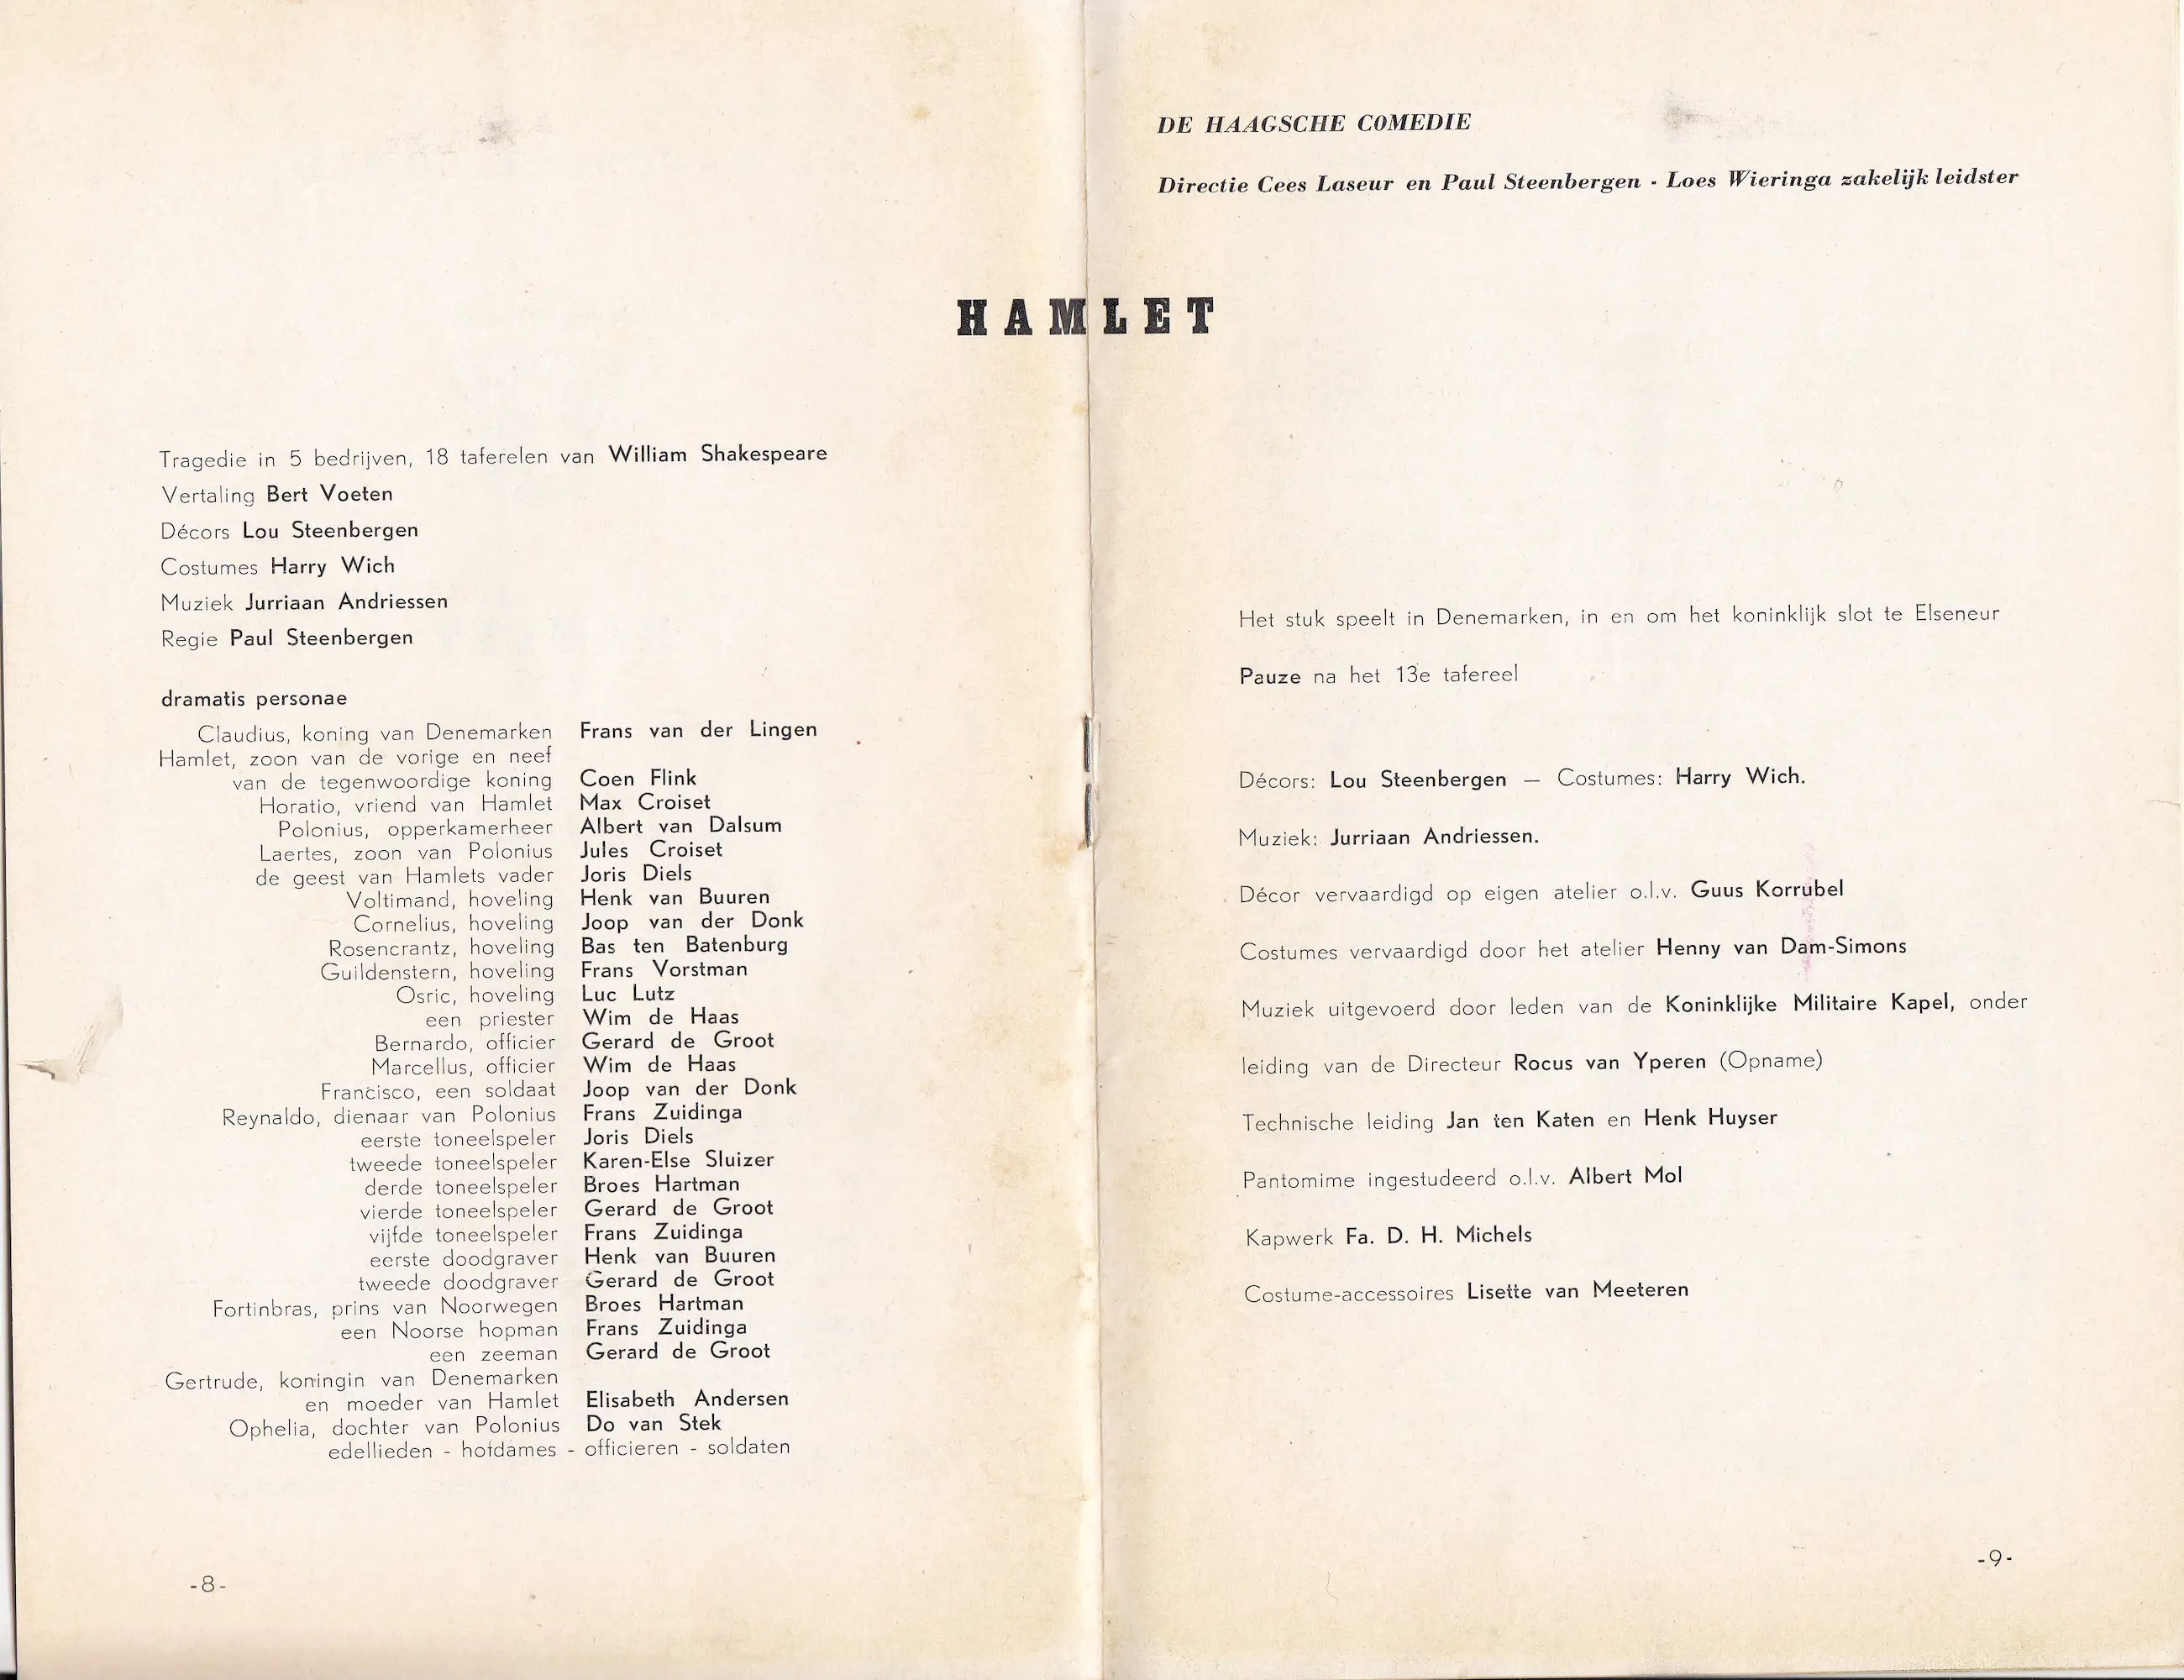 DE HAAGSCHE COMEDIE
Directie Cees Laseur en Paul Steenbergen - Loes Wieringa zakelijk leidster
HAMLET
Tragedie in 5 bedrijven, 18 taferelen van William Shakespeare
Vertaling Bert Voeten
Décors Lou Steenbergen
Costumes Harry Wich
Muziek Jurriaan Andriessen
Regie Paul Steenbergen
dramatis personae
Claudius, koning van Denemarken Frans van der Lingen
Hamlet, zoon van de vorige en neef
van de tegenwoordige koning Coen Flink
Horatio, vriend van Hamlet Max Croiset
Polonius, opperkamerheer Albert van Dalsum
Laertes, zoon van Polonius Jules Croiset
de geest van Hamlets vader Joris Diels
Voltimand, hoveling Henk van Buuren
Cornelius, hoveling Joop van der Donk
Rosencrantz, hoveling Bas ten Batenburg
Guildenstern, hoveling Frans Vorstman
Osric, hoveling Luc Lutz
een priester Wim de Haas
Bernardo, officier Gerard de Groot
Marcellus, officier Wim de Haas
Francisco, een soldaat Joop van der Donk
Reynaldo, dienaar van Polonius Frans Zuidinga
eerste toneelspeler Joris Diels
tweede toneelspeler Karen-Else Sluizer
derde toneelspeler Broes Hartman
vierde toneelspeler Gerard de Groot
vijfde toneelspeler Frans Zuidinga
eerste doodgraver Henk van Buuren
tweede doodgraver Gerard de Groot
Fortinbras, prins van Noorwegen Broes Hartman
een Noorse hopman Frans Zuidinga
een zeeman Gerard de Groot
Gertrude, koningin van Denemarken
en moeder van Hamlet Elisabeth Andersen
Ophelia, dochter van Polonius Do van Stek
edellieden - hofdames - officieren - soldaten
-8-
Het stuk speelt in Denemarken, in en om het koninklijk slot te Elseneur
Pauze na het 13e tafereel
Décors: Lou Steenbergen — Costumes: Harry Wich.
Muziek: Jurriaan Andriessen.
Décor vervaardigd op eigen atelier o.l.v. Guus Korrubel
Costumes vervaardigd door het atelier Henny van Dam-Simons
Muziek uitgevoerd door leden van de Koninklijke Militaire Kapel, onder
leiding van de Directeur Rocus van Yperen (Opname)
Technische leiding Jan ten Katen en Henk Huyser
Pantomime ingestudeerd o.l.v. Albert Mol
Kapwerk Fa. D. H. Michels
Costume-accessoires Lisette van Meeteren
-9-